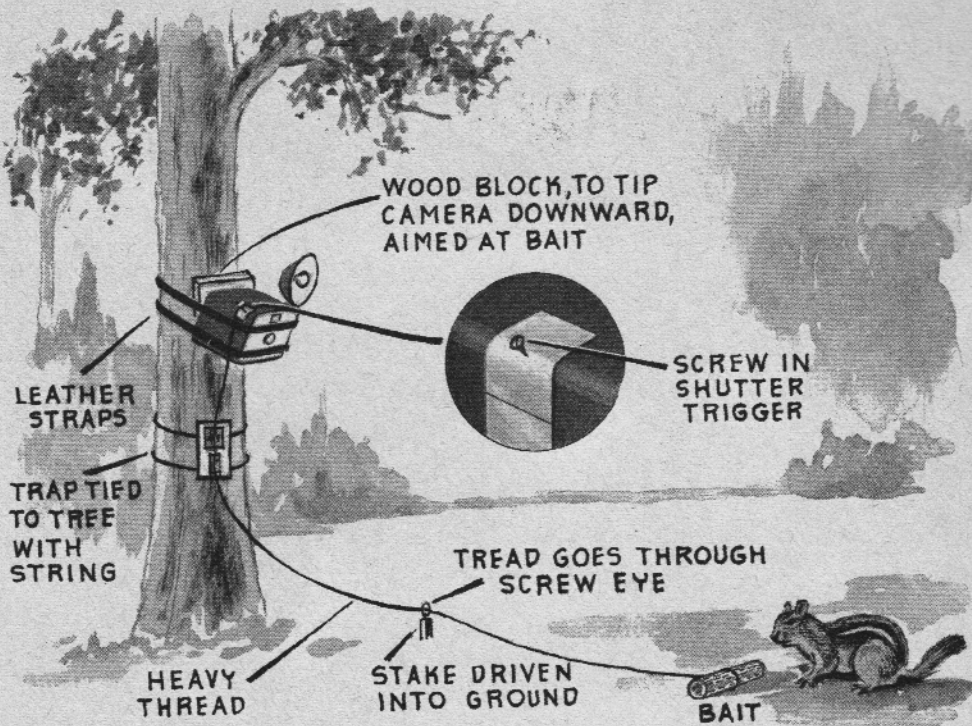 WOOD BLOCK, TO TIP
CAMERA DOWNWARD,
AIMED AT BAIT
SCREW IN
SHUTTER
TRIGGER
LEATHER
STRAPS
TRAP TIED
TO TREE
WITH
STRING
TREAD GOES THROUGH
SCREW EYE
HEAVY
THREAD
STAKE DRIVEN
INTO GROUND
BAIT